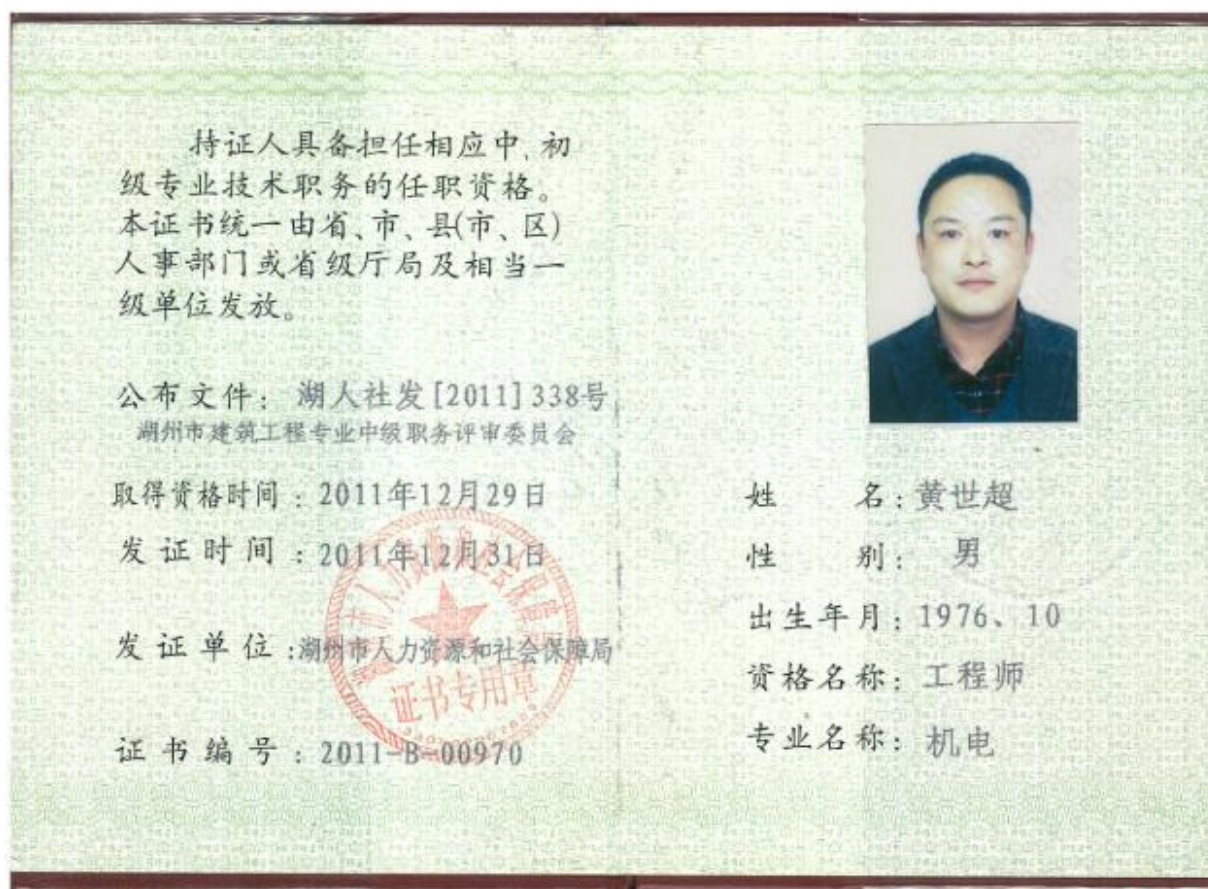 持证人具备担任相应中、初
级专业技术职务的任职资格。
本证书统一由省、市、县(市、区)
人事部门或省级厅局及相当一
级单位发放。
公布文件：湖人社发[2011]338号
湖州市建筑工程专业中级职务评审委员会
取得资格时间：2011年12月29日
发证时间：2011年12月31日
发证单位：湖州市人力资源和社会保障局
证书专用章
证书编号：2011-B-00970
姓 名：黄世超
性 别：男
出生年月：1976、10
资格名称：工程师
专业名称：机电